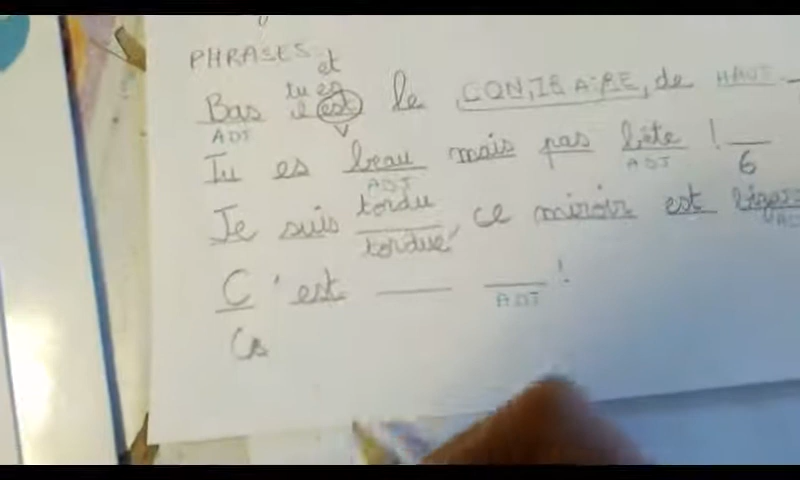 PHRASES
et
tu es
Bas il est le CONTRAIRE, de HAUT
ADJ V
Tu es beau mais pas bête !
ADJ ADJ 6
Je suis tordu ce miroir est
tordue
C'est !
ADJ